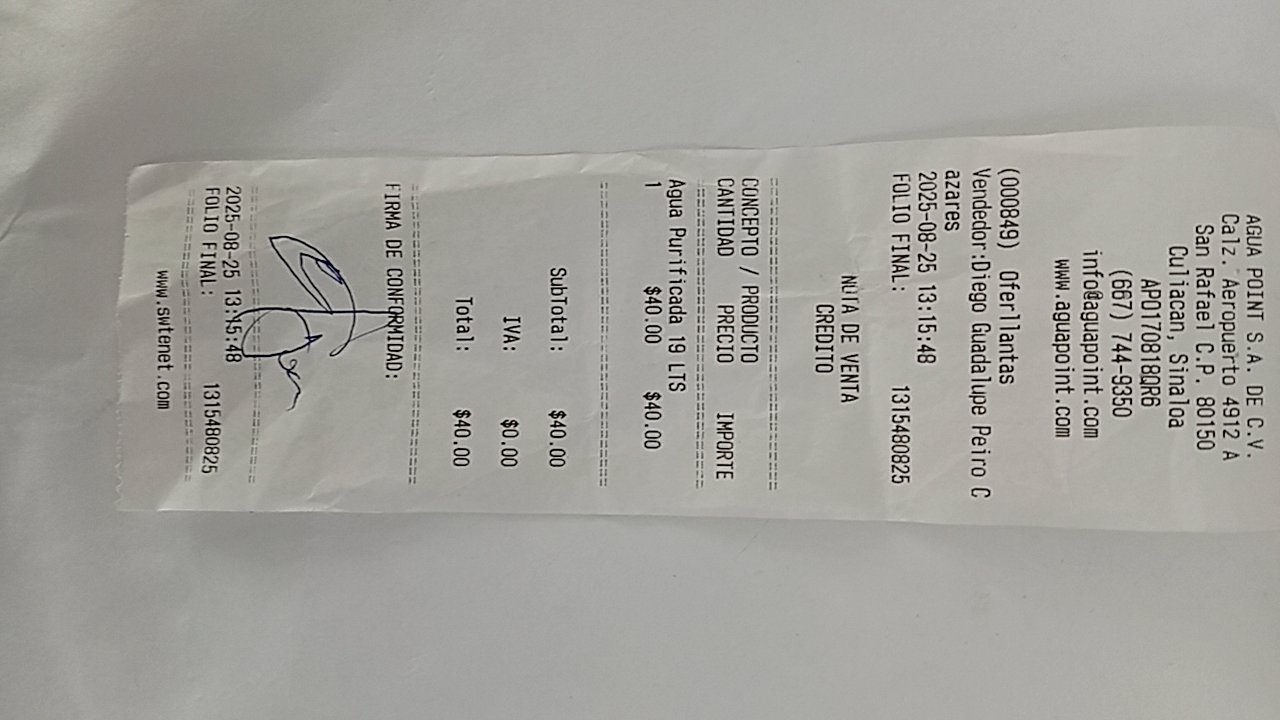 AGUA POINT S.A. DE C.V.
Calz. Aeropuerto 4912 A
San Rafael C.P. 80150
Culiacan, Sinaloa
APO170818QR6
(667) 744-9350
info@aguapoint.com
www.aguapoint.com
(000849) Oferllantas
Vendedor:Diego Guadalupe Peiro C
azares
2025-08-25 13:15:48
FOLIO FINAL: 1315480825
NOTA DE VENTA
CREDITO
CONCEPTO / PRODUCTO
CANTIDAD PRECIO IMPORTE
Agua Purificada 19 LTS
1 $40.00 $40.00
SubTotal: $40.00
IVA: $0.00
Total: $40.00
FIRMA DE CONFORMIDAD:
2025-08-25 13:15:48
FOLIO FINAL: 1315480825
www.swtenet.com